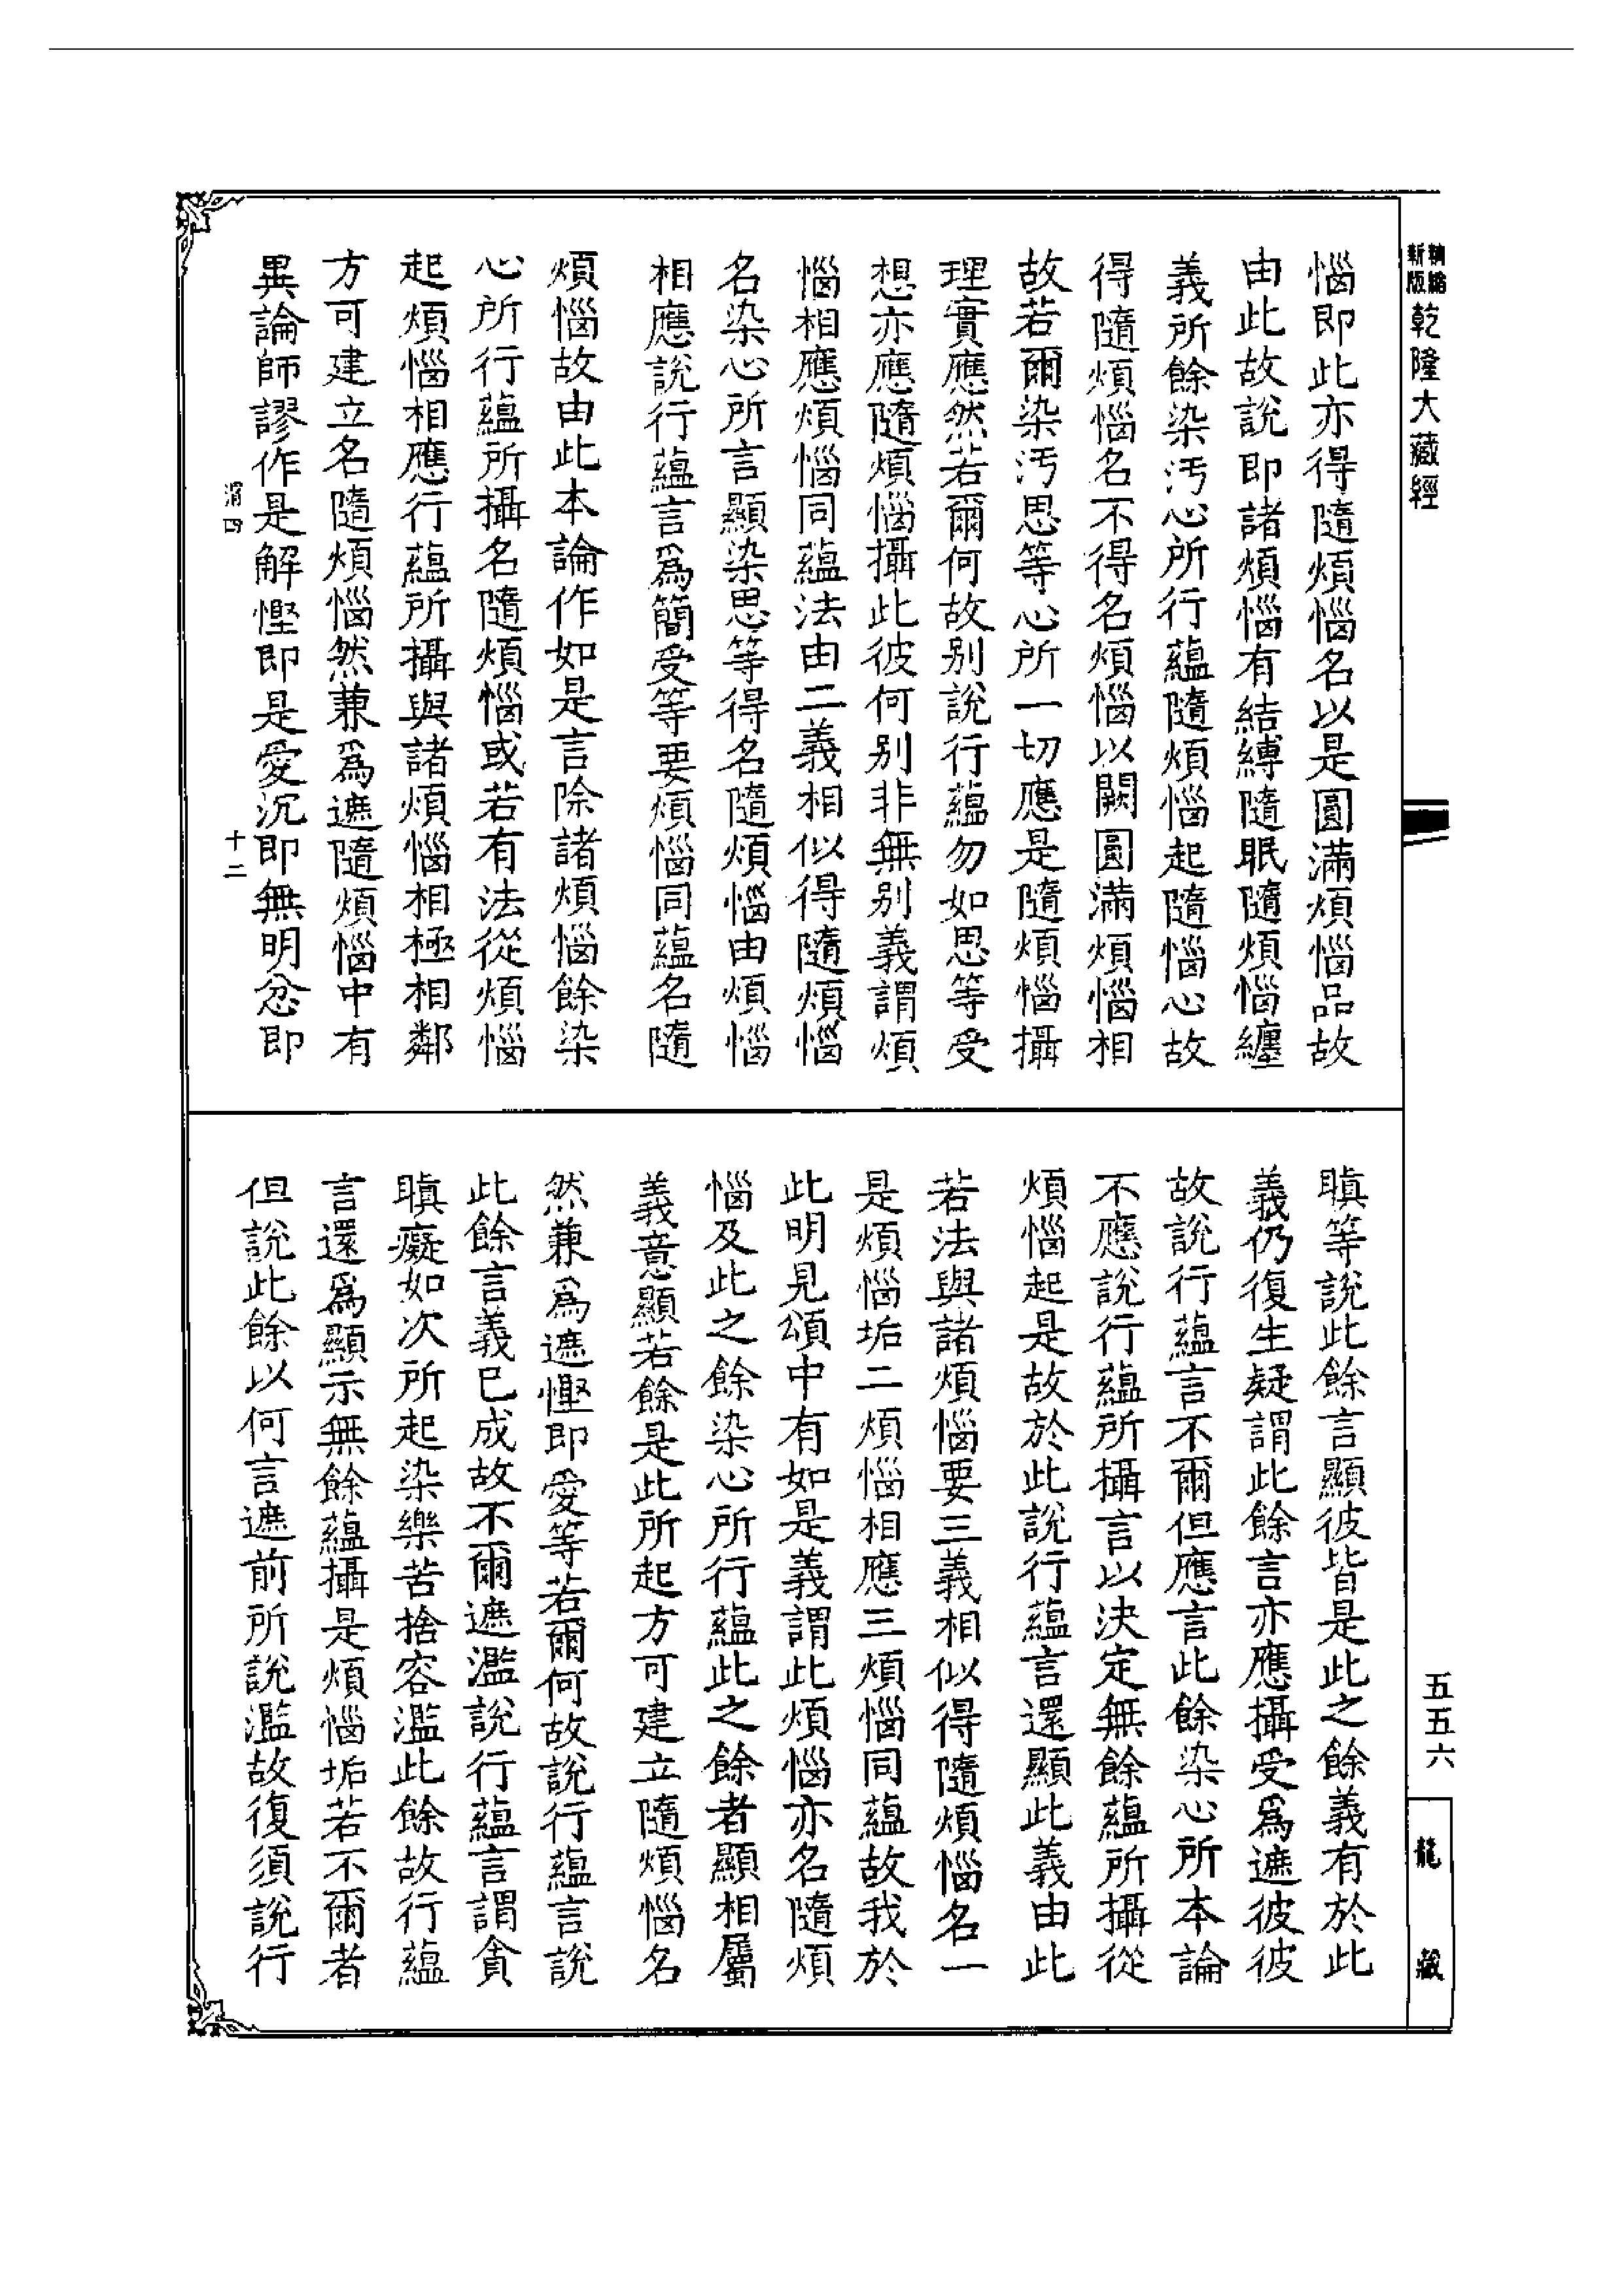 新編
縮版
乾隆大藏經
惱即此亦得隨煩惱名以是圓滿煩惱品故
由此故說即諸煩惱有結縛隨眠隨煩惱纏
義所餘染污心所行蘊隨煩惱起隨惱心故
得隨煩惱名不得名煩惱以闕圓滿煩惱相
故若爾染污思等心所一切應是隨煩惱攝
理實應然若爾何故別說行蘊勿如思等受
想亦應隨煩惱攝此彼何別非無別義謂煩
惱相應煩惱同蘊法由二義相似得隨煩惱
名染心所言顯染思等得名隨煩惱由煩惱
相應說行蘊言為簡受等要煩惱同蘊名隨
煩惱故由此本論作如是言除諸煩惱餘染
心所行蘊所攝名隨煩惱或若有法從煩惱
起煩惱相應行蘊所攝與諸煩惱相極相鄰
方可建立名隨煩惱然兼為遮隨煩惱中有
異論師謬作是解慳即是愛沉即無明忿即
渭四
十二
瞋等說此餘言顯彼皆是此之餘義有於此
義仍復生疑謂此餘言亦應攝受為遮彼彼
故說行蘊言不爾但應言此餘染心所本論
不應說行蘊所攝言以決定無餘蘊所攝從
煩惱起是故於此說行蘊言還顯此義由此
若法與諸煩惱要三義相似得隨煩惱名一
是煩惱垢二煩惱相應三煩惱同蘊故我於
此明見頌中有如是義謂此煩惱亦名隨煩
惱及此之餘染心所行蘊此之餘者顯相屬
義意顯若餘是此所起方可建立隨煩惱名
然兼為遮慳即愛等若爾何故說行蘊言說
此餘言義已成故不爾遮濫說行蘊言謂貪
瞋癡如次所起染樂苦捨容濫此餘故行蘊
言還為顯示無餘蘊攝是煩惱垢若不爾者
但說此餘以何言遮前所說濫故復須說行
五五六
龍藏